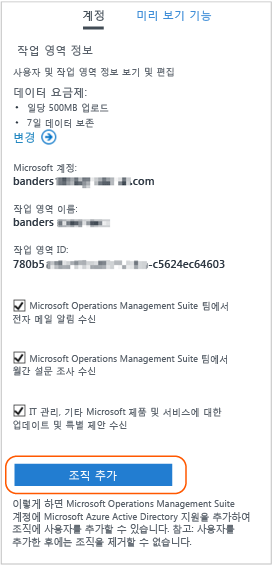 계정 미리 보기 기능
작업 영역 정보
사용자 및 작업 영역 정보 보기 및 편집
데이터 요금제:
• 일당 500MB 업로드
• 7일 데이터 보존
변경
Microsoft 계정:
banders .com
작업 영역 이름:
banders
작업 영역 ID:
780b5 -c5624ec64603
Microsoft Operations Management Suite 팀에서
전자 메일 알림 수신
Microsoft Operations Management Suite 팀에서
월간 설문 조사 수신
IT 관리, 기타 Microsoft 제품 및 서비스에 대한
업데이트 및 특별 제안 수신
조직 추가
이렇게 하면 Microsoft Operations Management Suite
계정에 Microsoft Azure Active Directory 지원을 추가하여
조직에 사용자를 추가할 수 있습니다. 참고: 사용자를
추가한 후에는 조직을 제거할 수 없습니다.